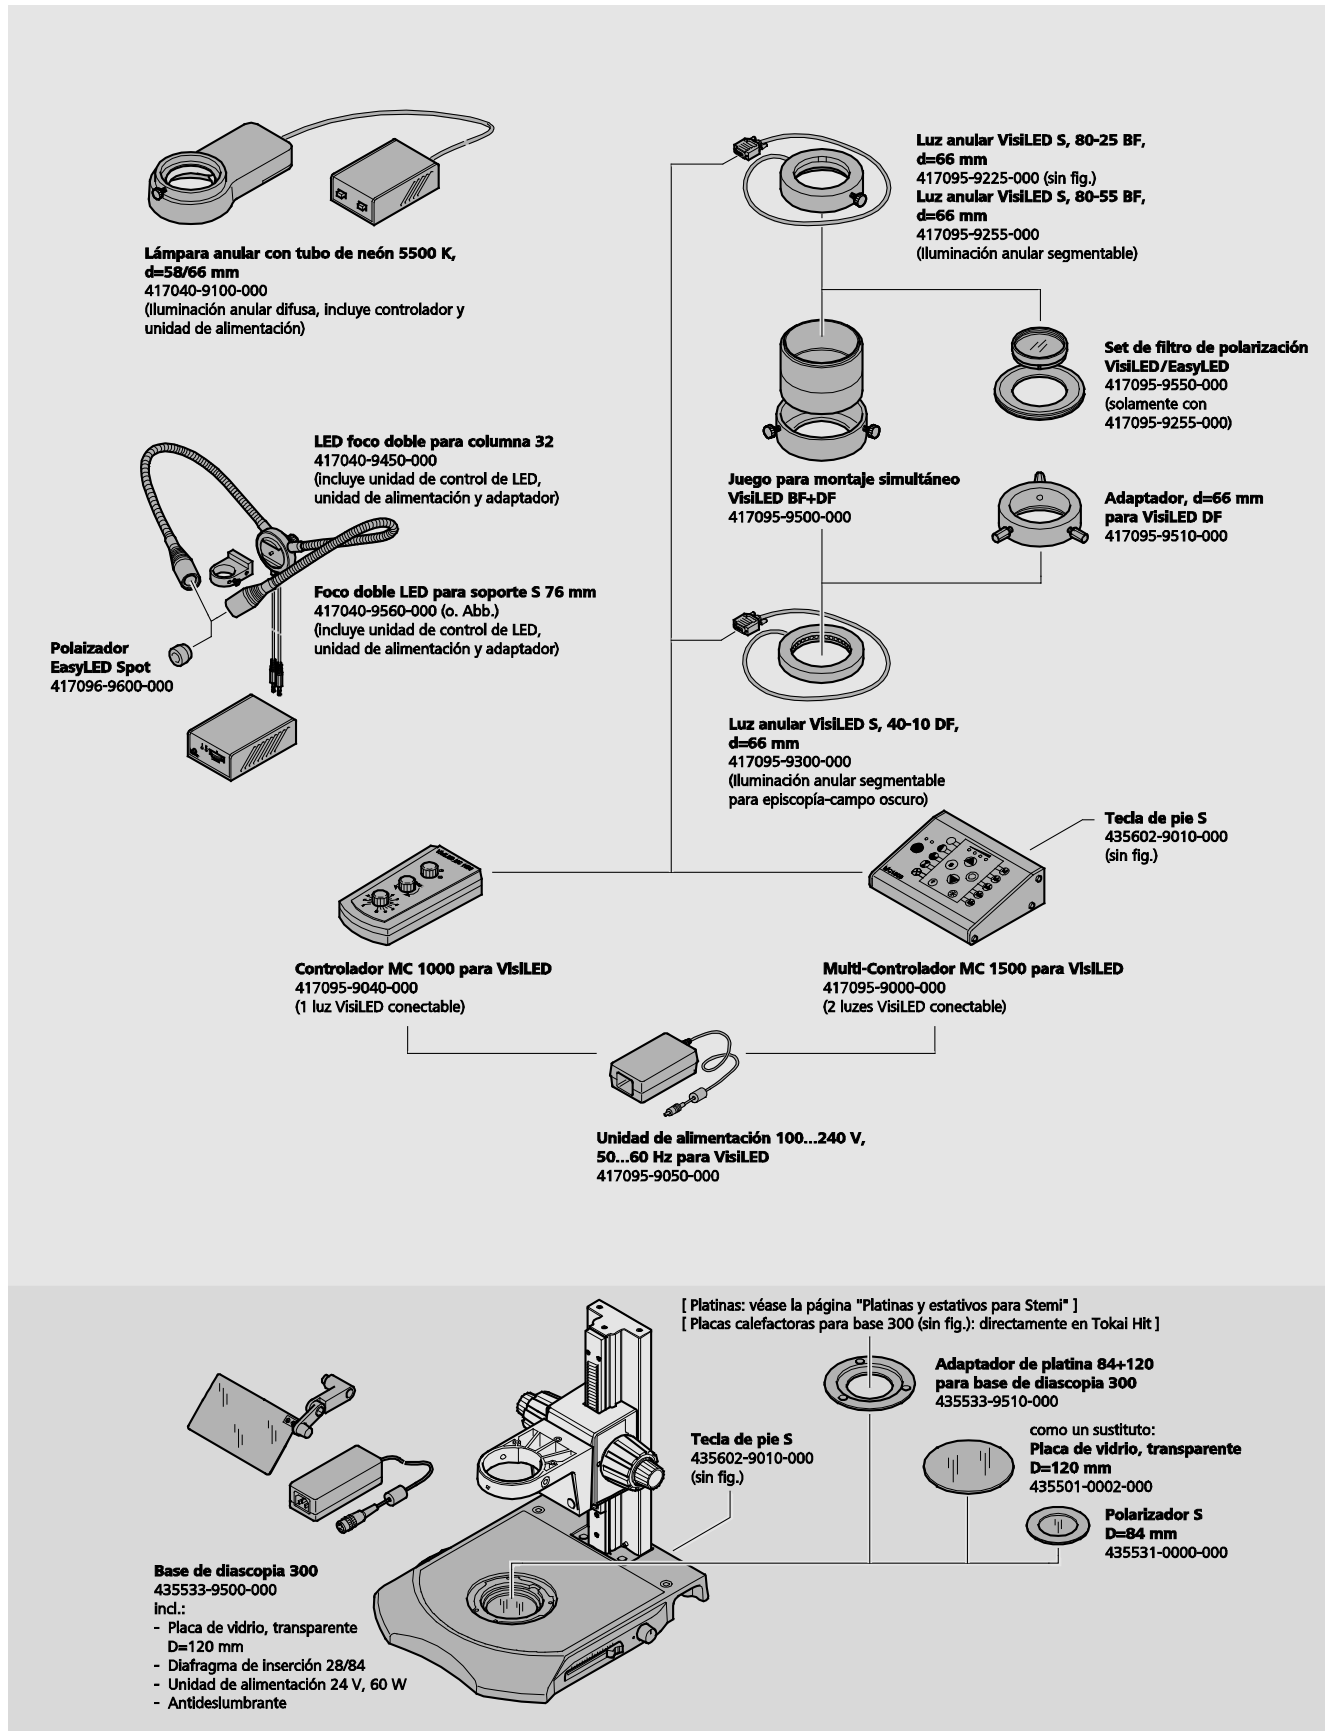 Lámpara anular con tubo de neón 5500 K,
d=58/66 mm
417040-9100-000
(Iluminación anular difusa, incluye controlador y
unidad de alimentación)
Luz anular VisiLED S, 80-25 BF,
d=66 mm
417095-9225-000 (sin fig.)
Luz anular VisiLED S, 80-55 BF,
d=66 mm
417095-9255-000
(Iluminación anular segmentable)
Set de filtro de polarización
VisiLED/EasyLED
417095-9550-000
(solamente con
417095-9255-000)
LED foco doble para columna 32
417040-9450-000
(incluye unidad de control de LED,
unidad de alimentación y adaptador)
Juego para montaje simultáneo
VisiLED BF+DF
417095-9500-000
Adaptador, d=66 mm
para VisiLED DF
417095-9510-000
Foco doble LED para soporte S 76 mm
417040-9560-000 (o. Abb.)
(incluye unidad de control de LED,
unidad de alimentación y adaptador)
Polaizador
EasyLED Spot
417096-9600-000
Luz anular VisiLED S, 40-10 DF,
d=66 mm
417095-9300-000
(Iluminación anular segmentable
para episcopía-campo oscuro)
Tecla de pie S
435602-9010-000
(sin fig.)
Controlador MC 1000 para VisiLED
417095-9040-000
(1 luz VisiLED conectable)
Multi-Controlador MC 1500 para VisiLED
417095-9000-000
(2 luzes VisiLED conectable)
Unidad de alimentación 100...240 V,
50...60 Hz para VisiLED
417095-9050-000
[ Platinas: véase la página "Platinas y estativos para Stemi" ]
[ Placas calefactoras para base 300 (sin fig.): directamente en Tokai Hit ]
Adaptador de platina 84+120
para base de diascopia 300
435533-9510-000
como un sustituto:
Placa de vidrio, transparente
D=120 mm
435501-0002-000
Tecla de pie S
435602-9010-000
(sin fig.)
Polarizador S
D=84 mm
435531-0000-000
Base de diascopia 300
435533-9500-000
incl.:
- Placa de vidrio, transparente
D=120 mm
- Diafragma de inserción 28/84
- Unidad de alimentación 24 V, 60 W
- Antideslumbrante